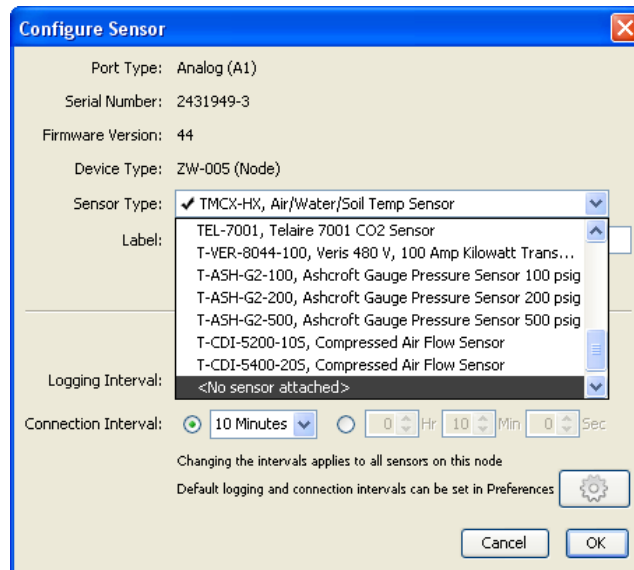 Configure Sensor
Port Type: Analog (A1)
Serial Number: 2431949-3
Firmware Version: 44
Device Type: ZW-005 (Node)
Sensor Type: ✔ TMCX-HX, Air/Water/Soil Temp Sensor
Label:
TEL-7001, Telaire 7001 CO2 Sensor
T-VER-8044-100, Veris 480 V, 100 Amp Kilowatt Trans...
T-ASH-G2-100, Ashcroft Gauge Pressure Sensor 100 psig
T-ASH-G2-200, Ashcroft Gauge Pressure Sensor 200 psig
T-ASH-G2-500, Ashcroft Gauge Pressure Sensor 500 psig
T-CDI-5200-10S, Compressed Air Flow Sensor
T-CDI-5400-20S, Compressed Air Flow Sensor
<No sensor attached>
Logging Interval:
Connection Interval: 10 Minutes 0 Hr 10 Min 0 Sec
Changing the intervals applies to all sensors on this node
Default logging and connection intervals can be set in Preferences
Cancel OK